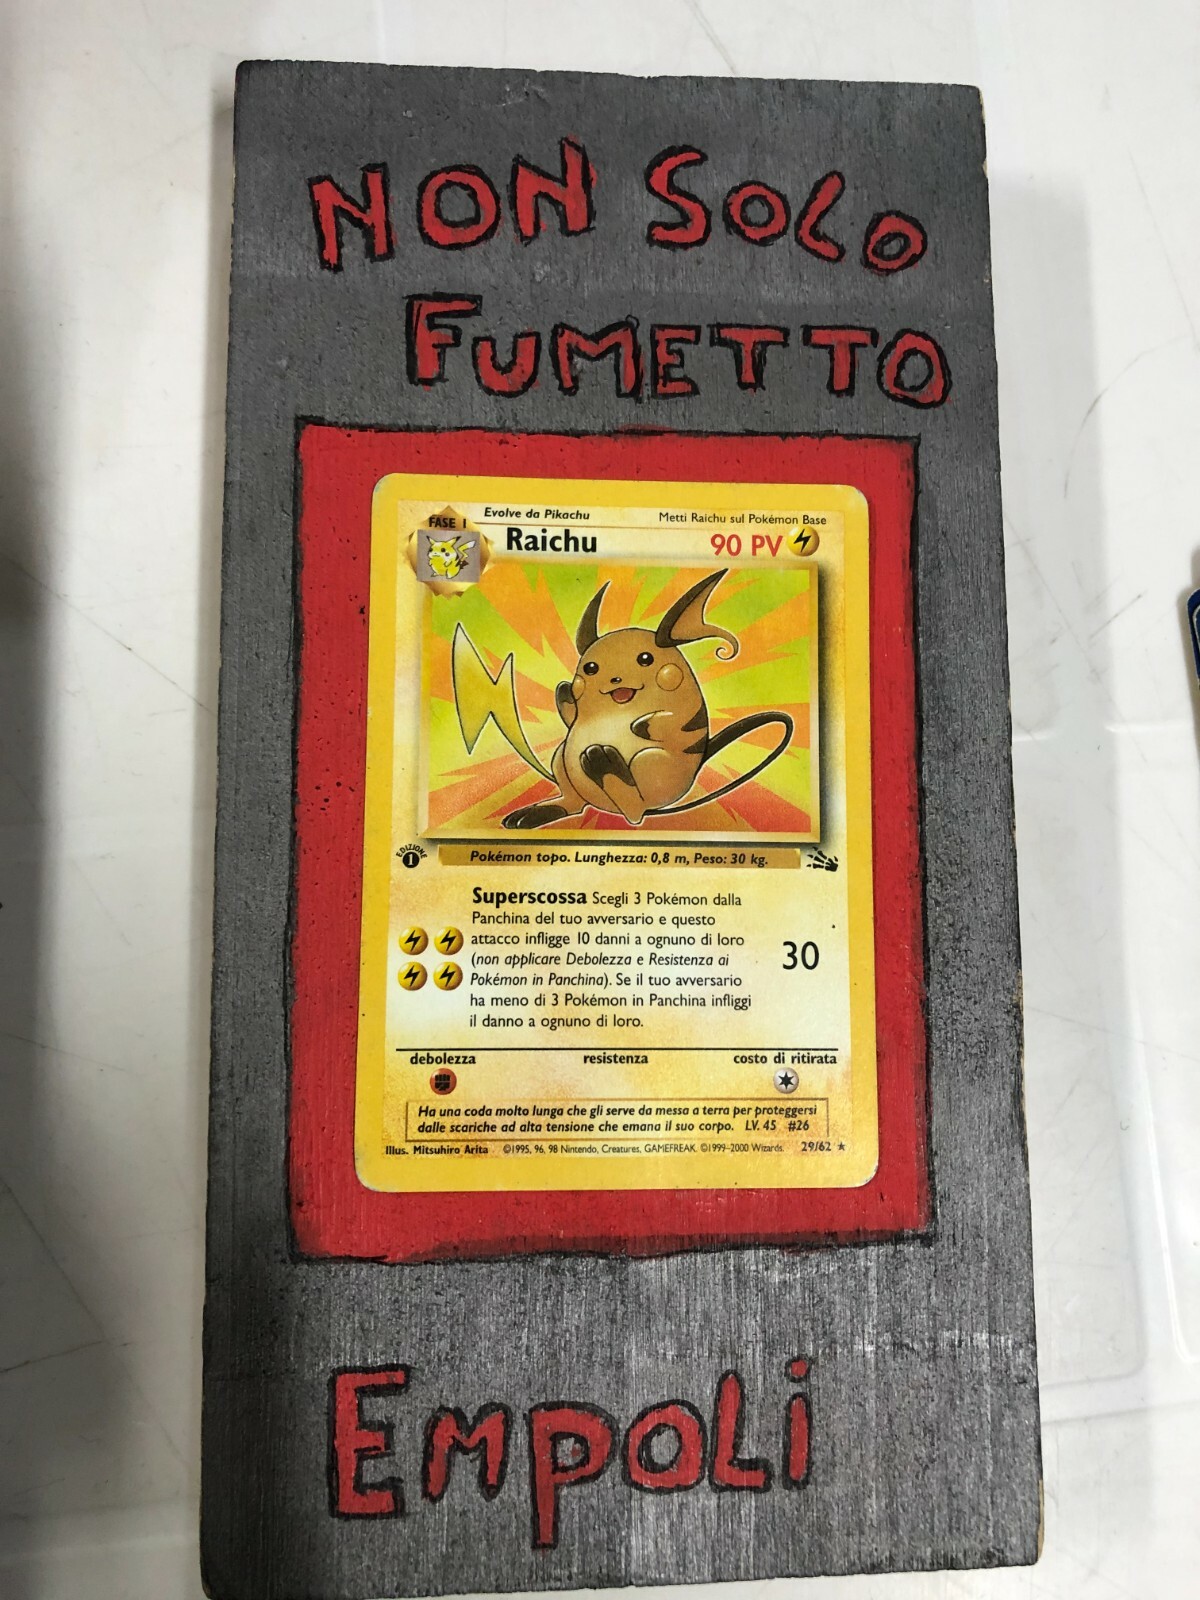 NON SOLO
FUMETTO
FASE 1
Evolve da Pikachu
Metti Raichu sul Pokémon Base
Raichu
90 PV
EDIZIONE
1
Pokémon topo. Lunghezza: 0,8 m, Peso: 30 kg.
Superscossa Scegli 3 Pokémon dalla
Panchina del tuo avversario e questo
attacco infligge 10 danni a ognuno di loro
(non applicare Debolezza e Resistenza ai
Pokémon in Panchina). Se il tuo avversario
ha meno di 3 Pokémon in Panchina infliggi
il danno a ognuno di loro.
30
debolezza
resistenza
costo di ritirata
Ha una coda molto lunga che gli serve da messa a terra per proteggersi
dalle scariche ad alta tensione che emana il suo corpo. LV. 45 #26
Illus. Mitsuhiro Arita ©1995, 96, 98 Nintendo, Creatures, GAMEFREAK. ©1999-2000 Wizards. 29/62 ★
EmpoLi